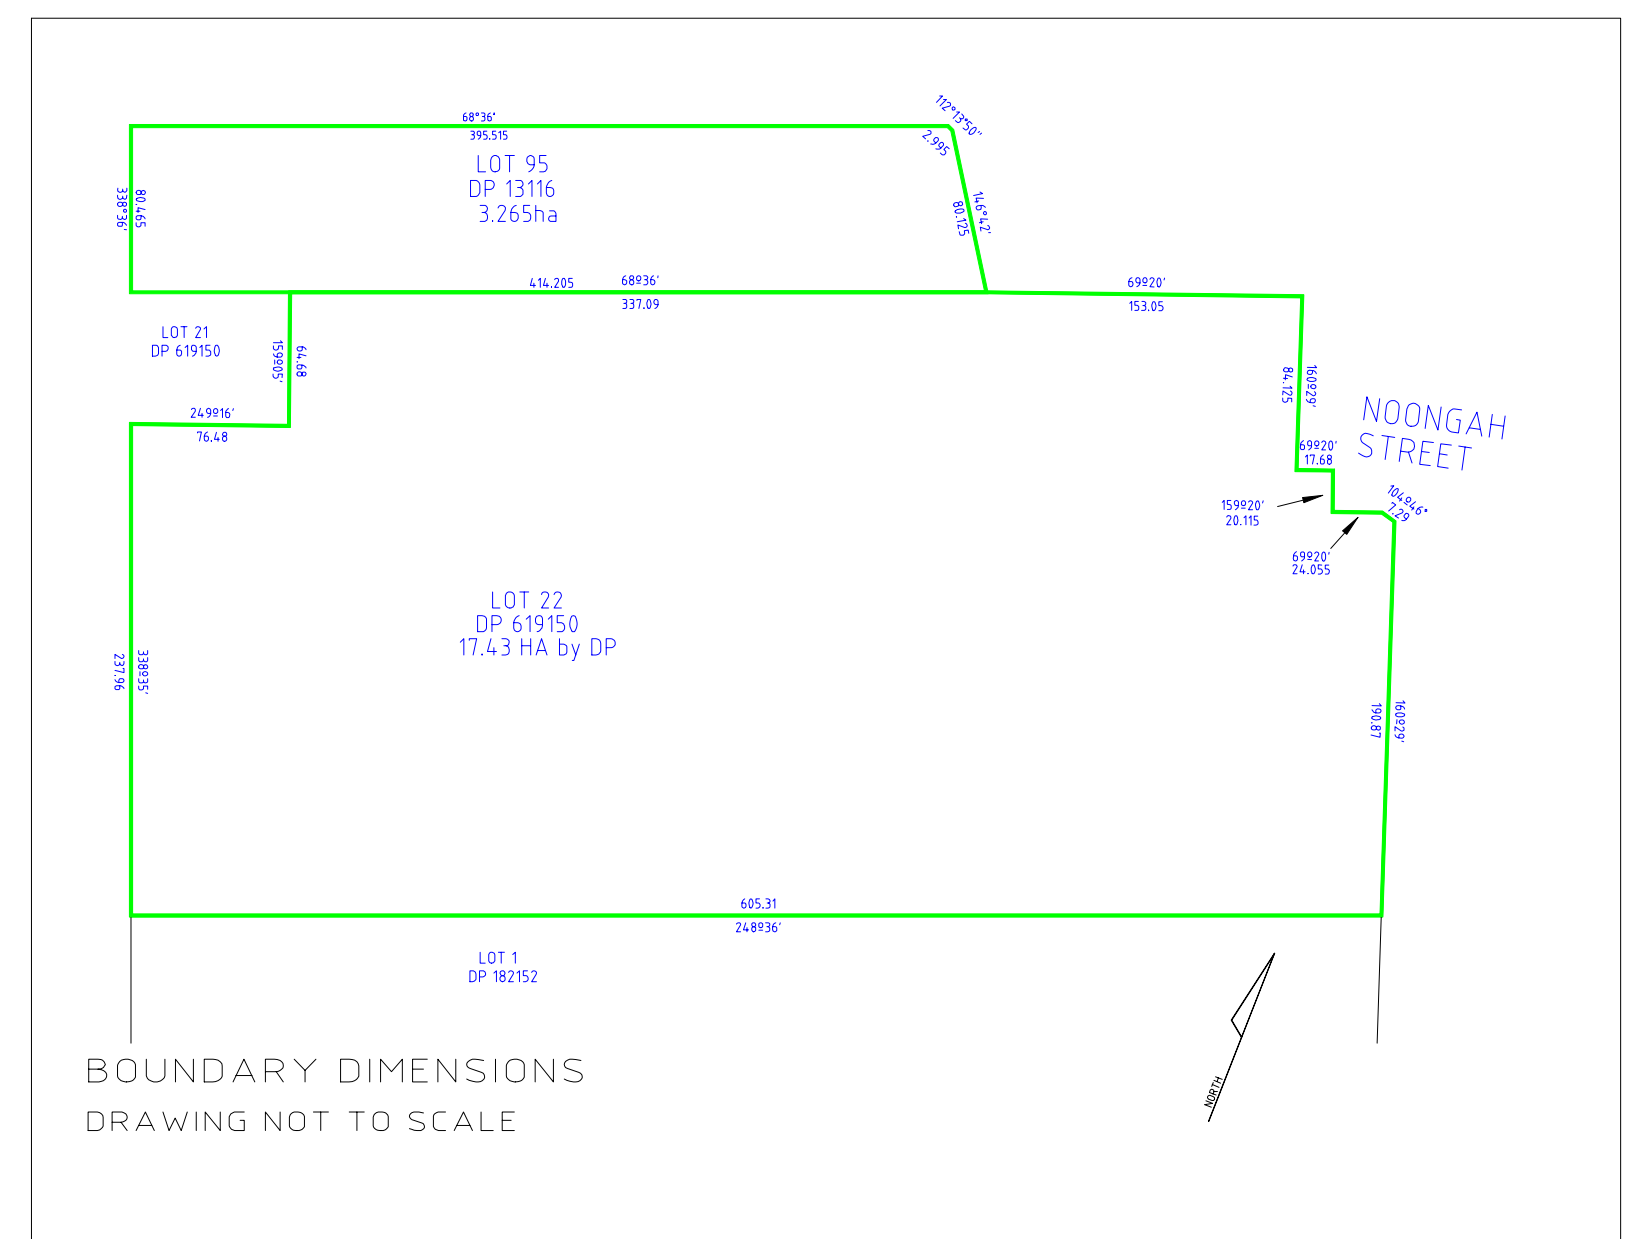 68°36'
395.515
112°13'50"
2.995
LOT 95
DP 13116
3.265ha
338°36'
80.465
146°42'
80.125
414.205
68º36'
337.09
69º20'
153.05
LOT 21
DP 619150
159º05'
64.68
249º16'
76.48
84.125
160º29'
NOONGAH
STREET
69º20'
17.68
159º20'
20.115
104º46'
7.29
69º20'
24.055
LOT 22
DP 619150
17.43 HA by DP
237.96
338º35'
190.87
160º29'
605.31
248º36'
LOT 1
DP 182152
NORTH
BOUNDARY DIMENSIONS
DRAWING NOT TO SCALE